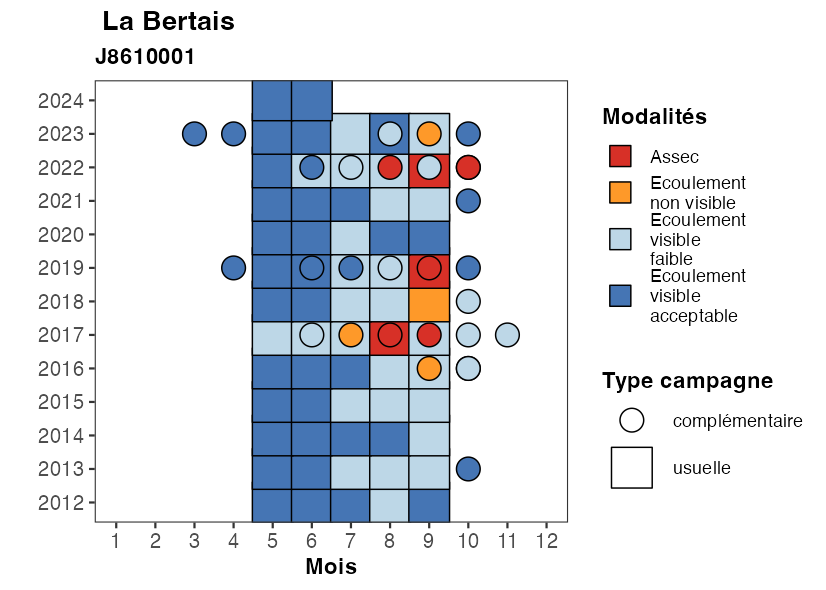 La Bertais
J8610001
2024
2023
2022
2021
2020
2019
2018
2017
2016
2015
2014
2013
2012
1 2 3 4 5 6 7 8 9 10 11 12
Mois
Modalités
Assec
Ecoulement
non visible
Ecoulement
visible
faible
Ecoulement
visible
acceptable
Type campagne
complémentaire
usuelle